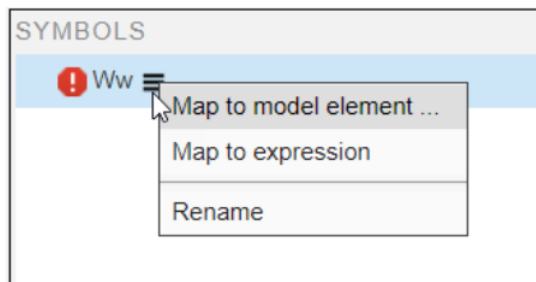 SYMBOLS
Ww
Map to model element ...
Map to expression
Rename